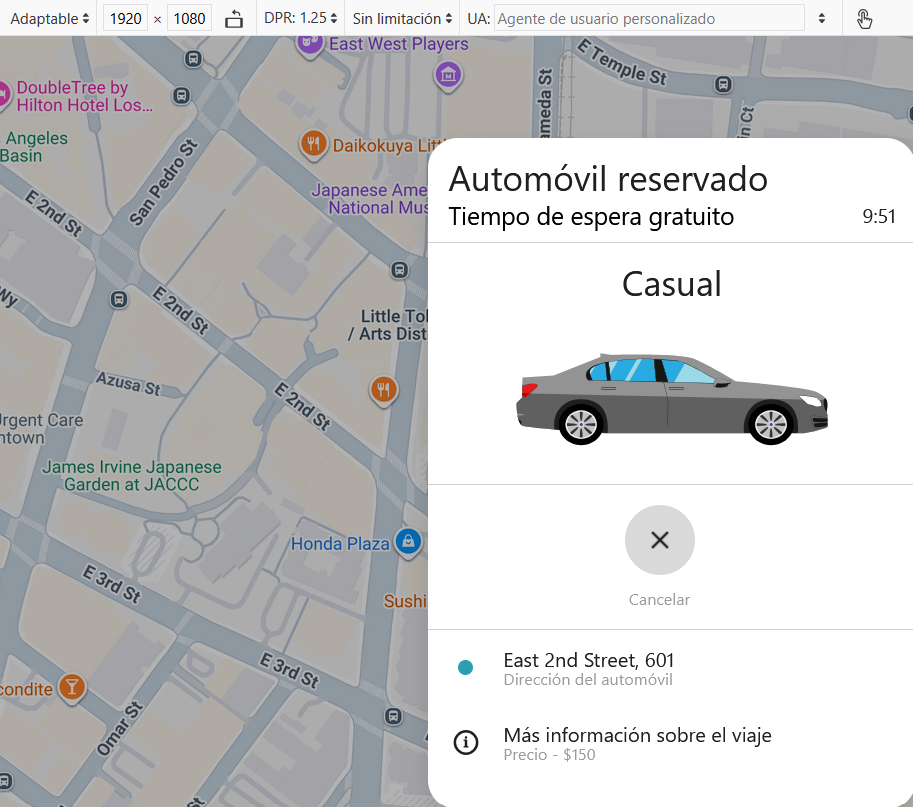 Adaptable
1920 × 1080
DPR: 1.25
Sin limitación
UA: Agente de usuario personalizado
East West Players
E Temple St
DoubleTree by
Hilton Hotel Los...
Angeles
Basin
San Pedro St
ameda St
Daikokuya Litt
Japanese Ame
National Mus
E 2nd St
E 2nd St
Little Tol
/ Arts Dist
Azusa St
E 2nd St
Urgent Care
ntown
James Irvine Japanese
Garden at JACCC
Honda Plaza
E 3rd St
Sushi
E 3rd St
condite
Omar St
Automóvil reservado
Tiempo de espera gratuito
9:51
Casual
Cancelar
East 2nd Street, 601
Dirección del automóvil
Más información sobre el viaje
Precio - $150